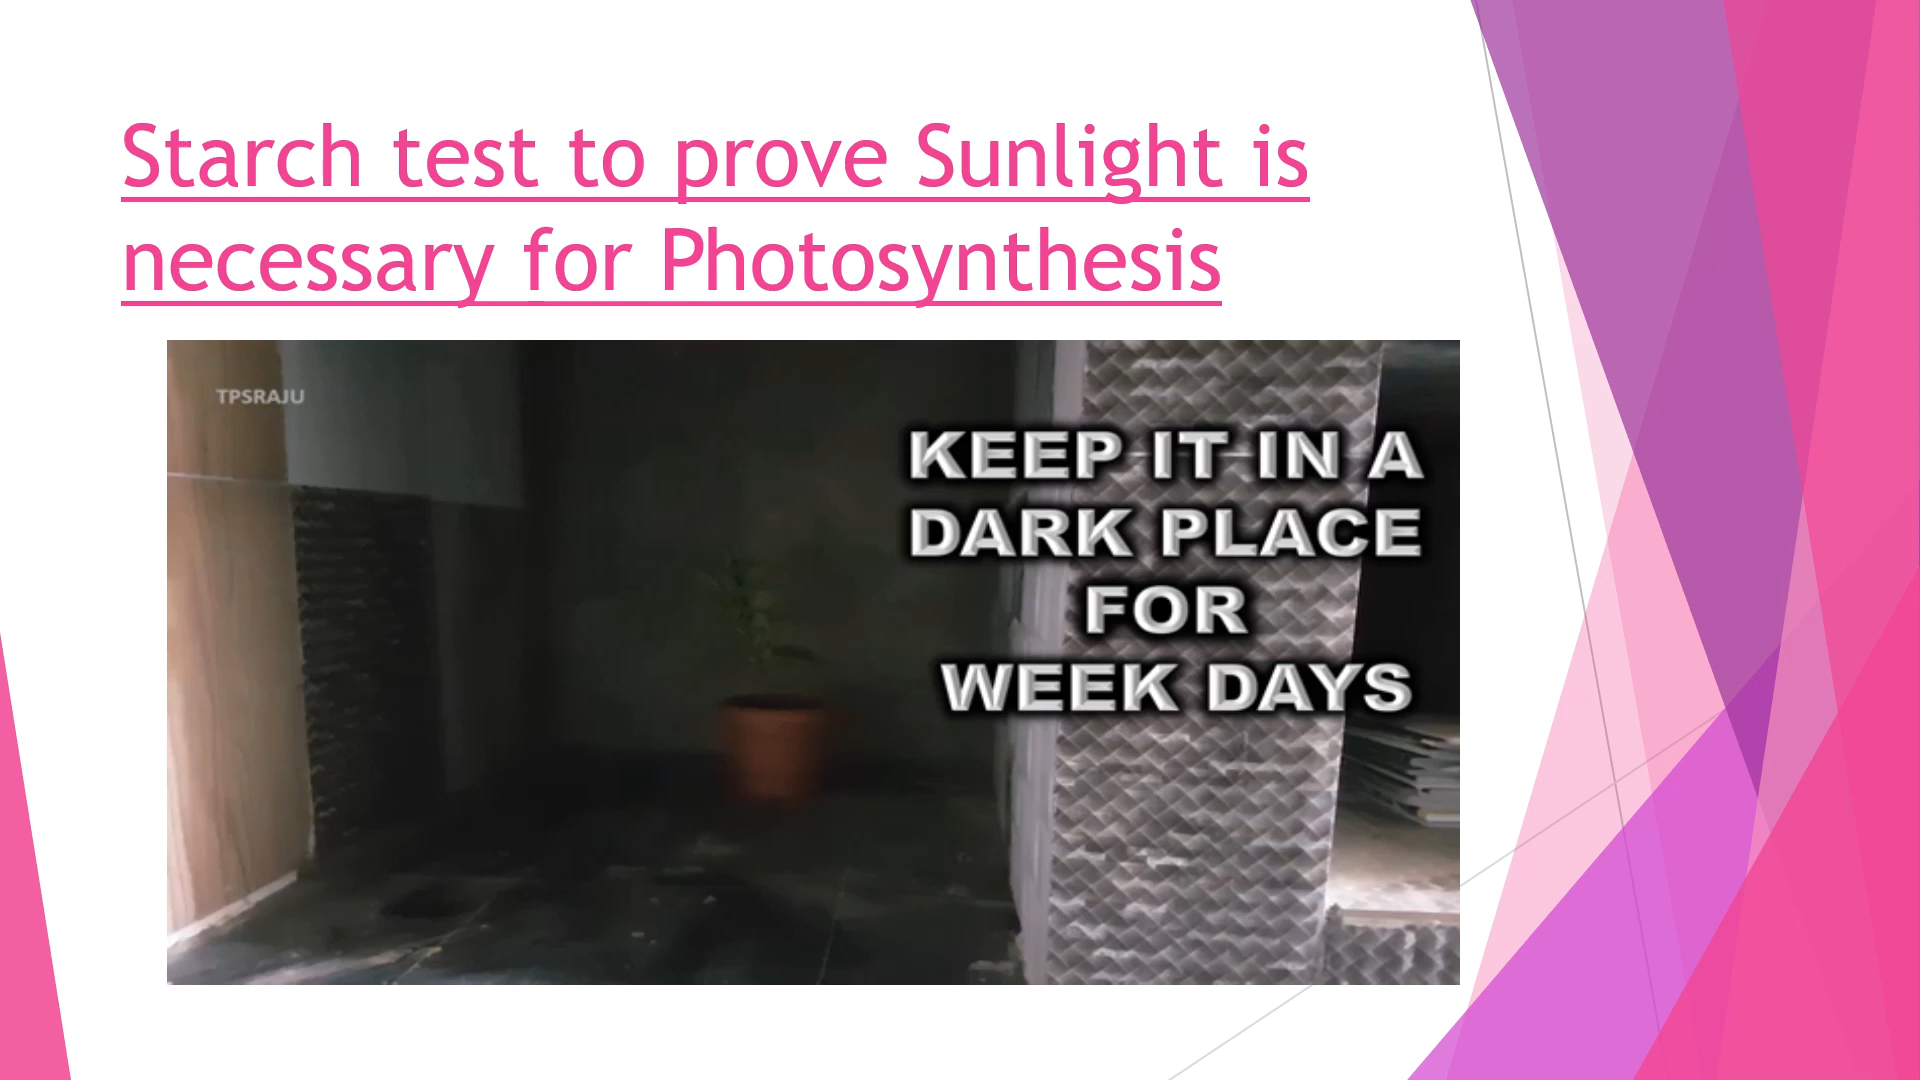 Starch test to prove Sunlight is
necessary for Photosynthesis
TPSRAJU
KEEP IT IN A
DARK PLACE
FOR
WEEK DAYS